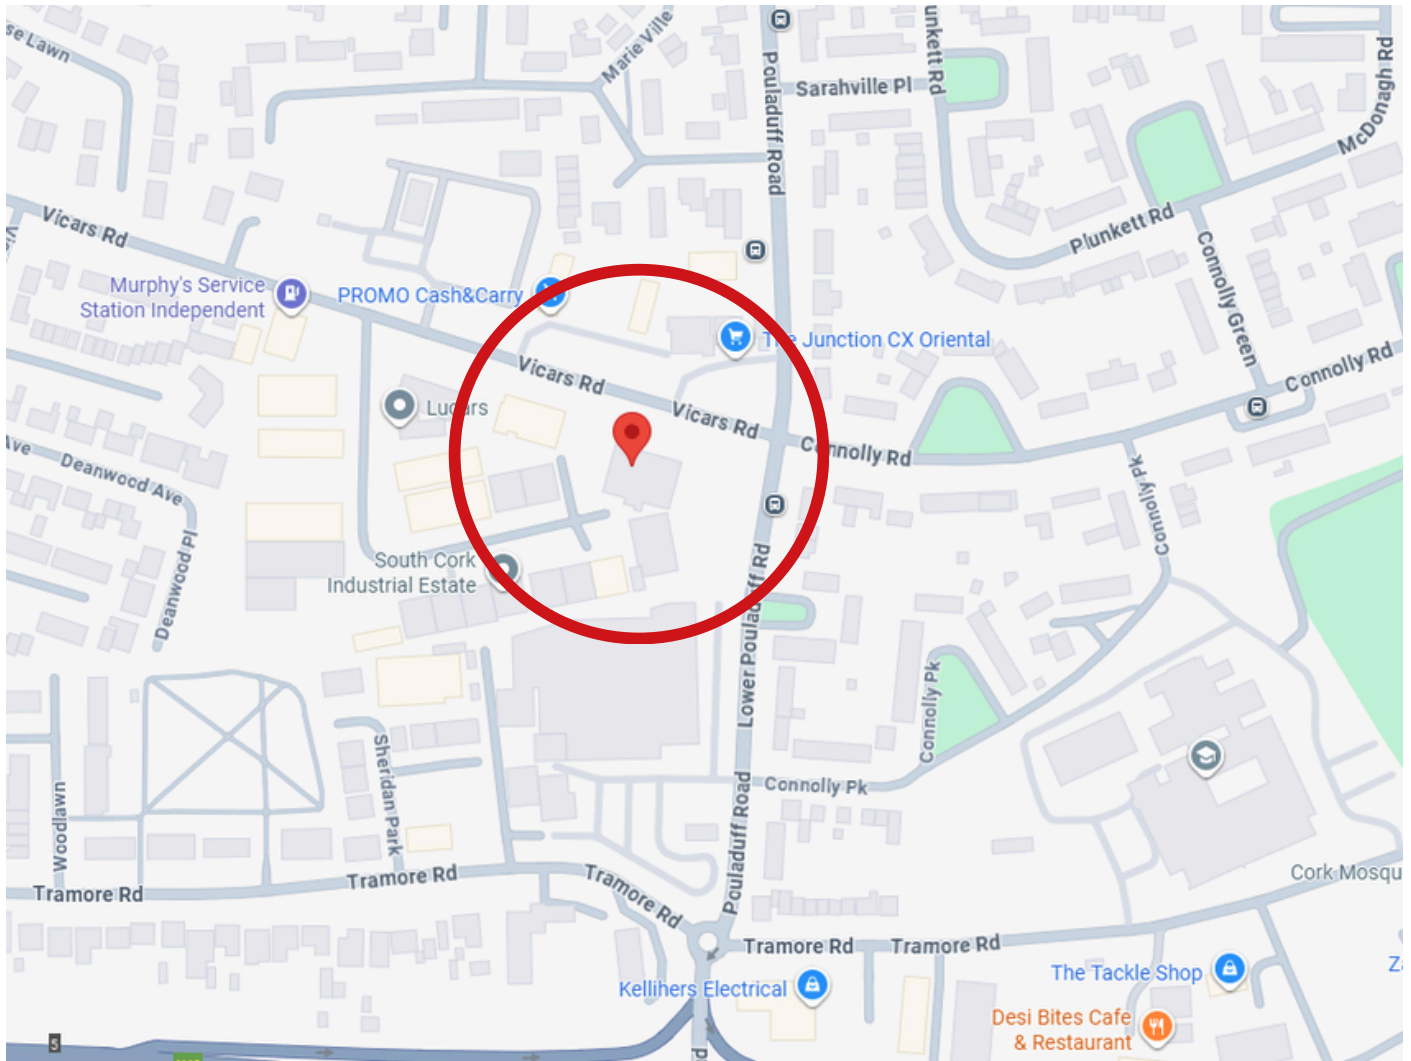 se Lawn
Marie Ville
Pouladuff Road
Sarahville Pl
unkett Rd
McDonagh Rd
Vicars Rd
Plunkett Rd
Connolly Green
Murphy's Service
Station Independent
PROMO Cash&Carry
The Junction CX Oriental
Vicars Rd
Vicars Rd
Connolly Rd
Connolly Rd
Lucars
Ave
Deanwood Ave
Deanwood Pl
Connolly Pk
South Cork
Industrial Estate
Lower Pouladuff Rd
Lower Pouladuff Road
Connolly Pk
Connolly Pk
Sheridan Park
Woodlawn
Tramore Rd
Tramore Rd
Tramore Rd
Cork Mosqu
Tramore Rd
Tramore Rd
Kellihers Electrical
The Tackle Shop
Za
Desi Bites Cafe
& Restaurant
5